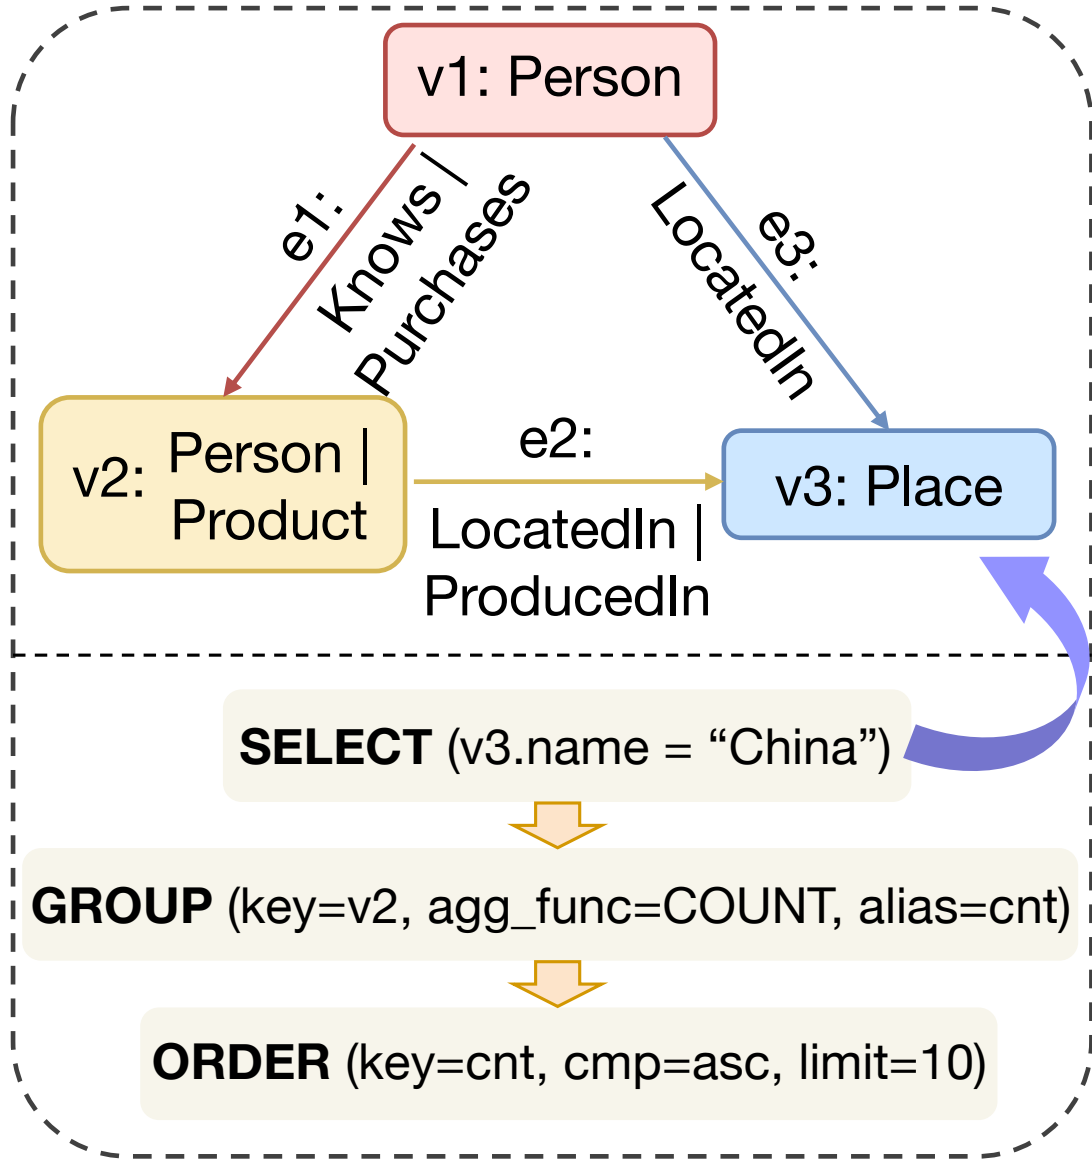 v1: Person
e1:
Knows |
Purchases
e3:
LocatedIn
v2: Person |
Product
e2:
LocatedIn |
ProducedIn
v3: Place
SELECT (v3.name = “China”)
GROUP (key=v2, agg_func=COUNT, alias=cnt)
ORDER (key=cnt, cmp=asc, limit=10)